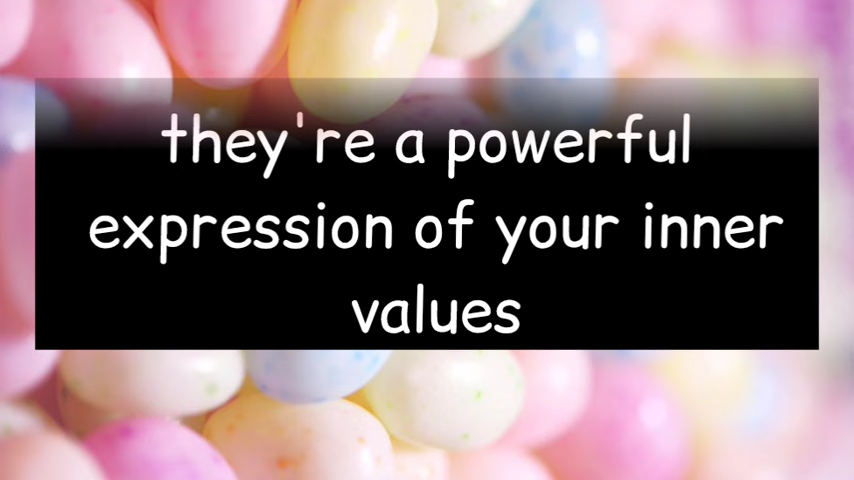 they're a powerful
expression of your inner
values